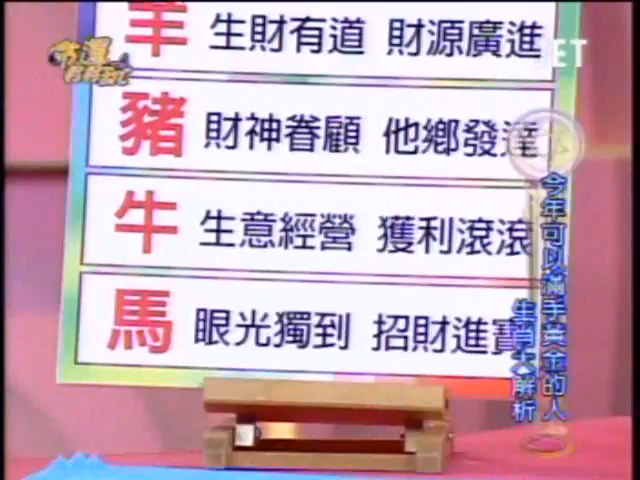 羊 生財有道 財源廣進
豬 財神眷顧 他鄉發達
牛 生意經營 獲利滾滾
馬 眼光獨到 招財進寶
JET
今年可以滿手黃金的人
生肖大解析